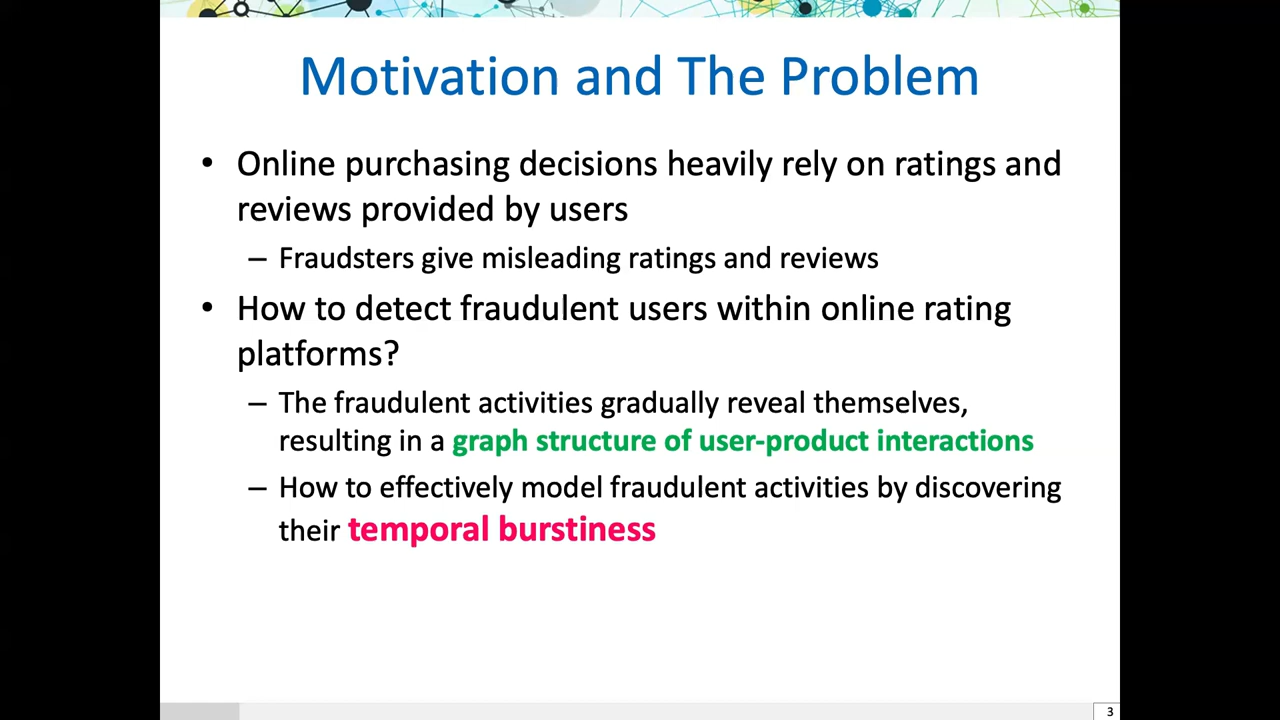 Motivation and The Problem
• Online purchasing decisions heavily rely on ratings and
reviews provided by users
– Fraudsters give misleading ratings and reviews
• How to detect fraudulent users within online rating
platforms?
– The fraudulent activities gradually reveal themselves,
resulting in a graph structure of user-product interactions
– How to effectively model fraudulent activities by discovering
their temporal burstiness
3